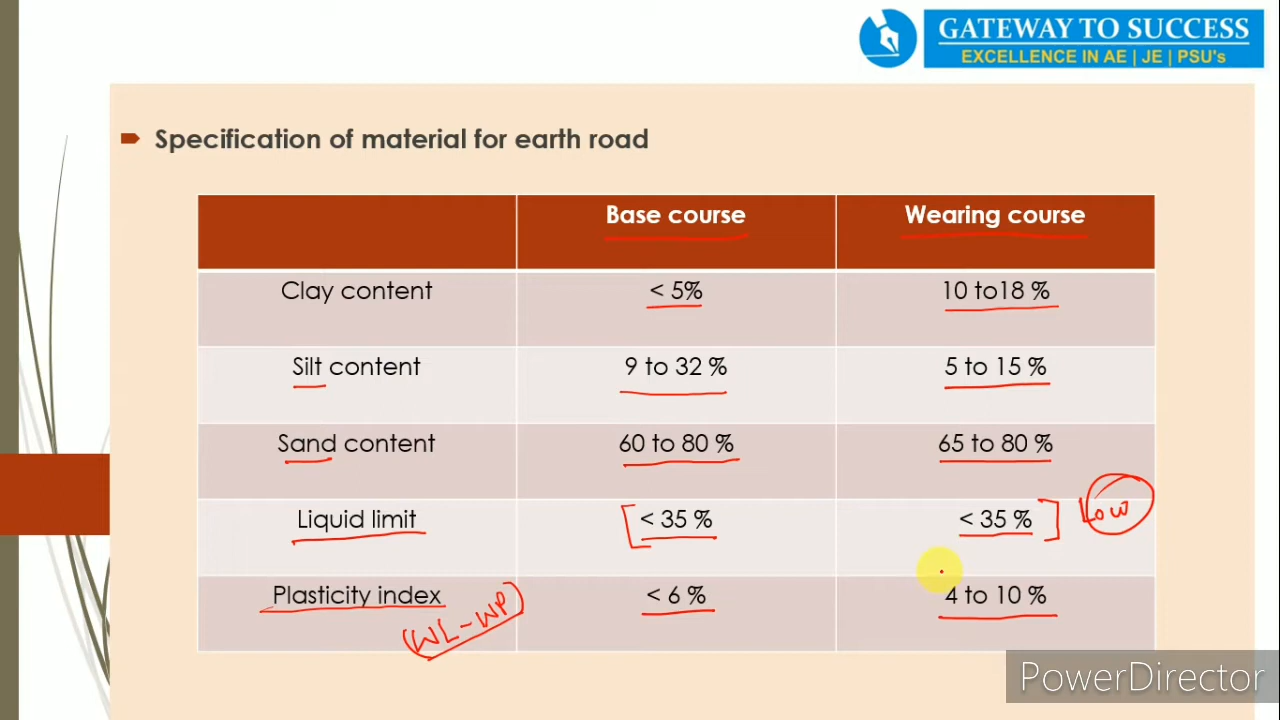 GATEWAY TO SUCCESS
EXCELLENCE IN AE | JE | PSU's
Specification of material for earth road
Base course Wearing course
Clay content < 5% 10 to18 %
Silt content 9 to 32 % 5 to 15 %
Sand content 60 to 80 % 65 to 80 %
Liquid limit < 35 % < 35 % Low
Plasticity index < 6 % 4 to 10 %
(WL-WP)
PowerDirector